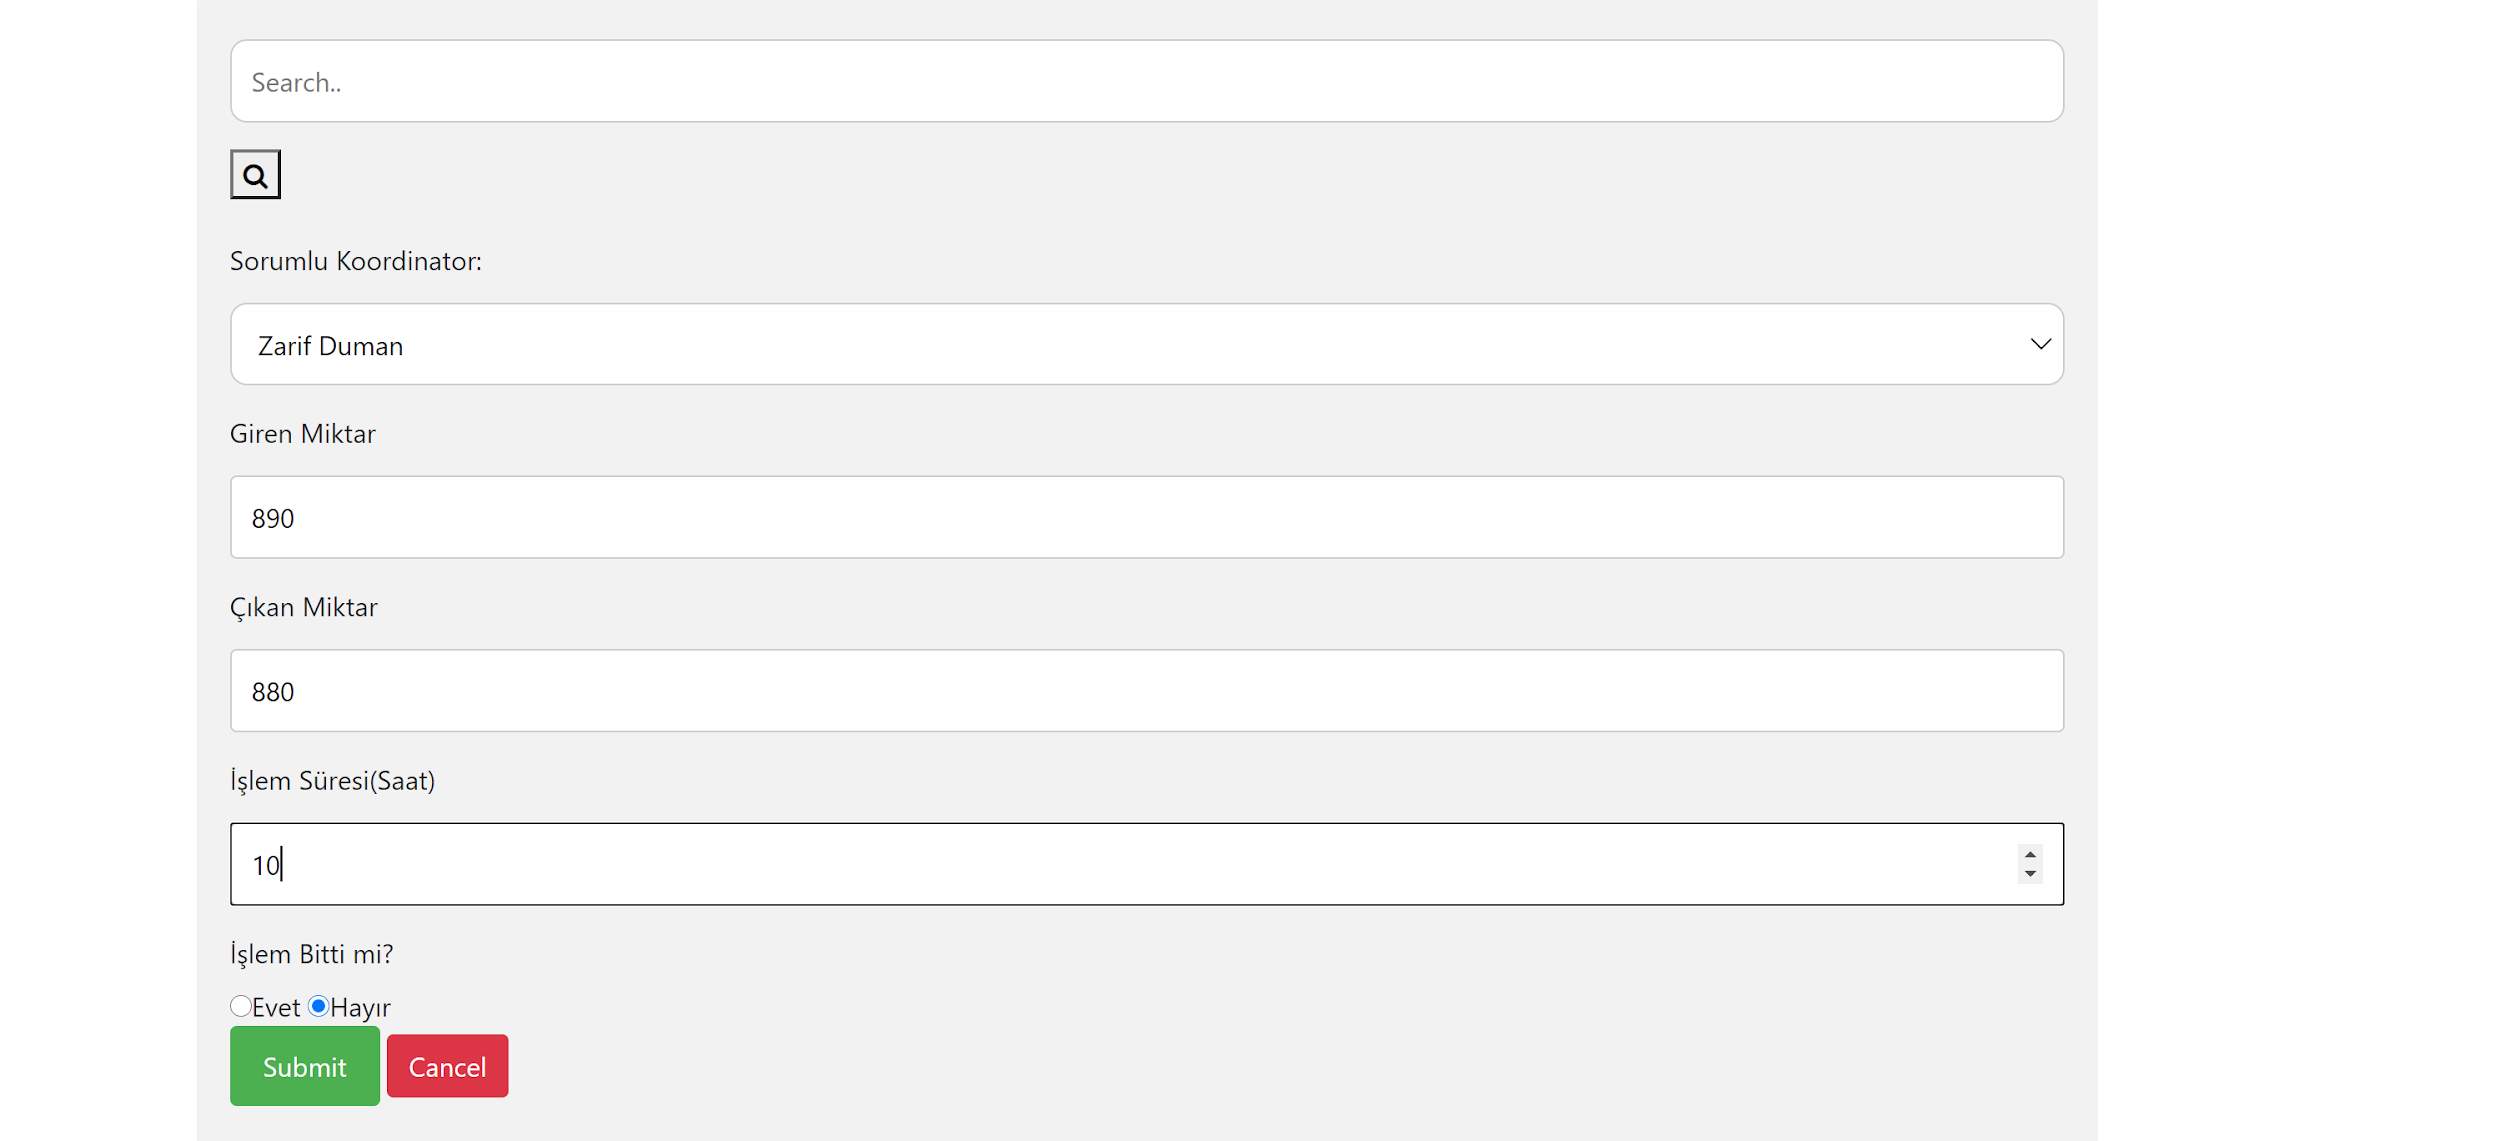 Search..
Sorumlu Koordinator:
Zarif Duman
Giren Miktar
890
Çıkan Miktar
880
İşlem Süresi(Saat)
10
İşlem Bitti mi?
Evet Hayır
Submit Cancel